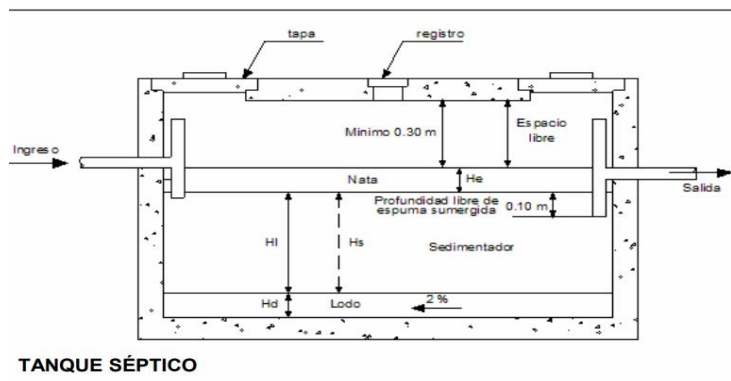 tapa
registro
Ingreso
Minimo 0.30 m
Espacio
libre
Nata
He
Salida
Profundidad libre de
espuma sumergida
0.10 m
Hl
Hs
Sedimentador
Hd
Lodo
2 %
TANQUE SÉPTICO